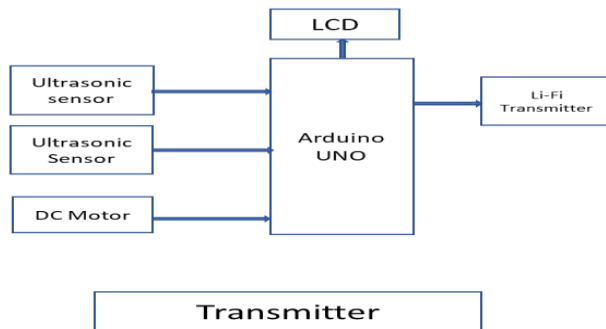 LCD
Ultrasonic
sensor
Ultrasonic
Sensor
DC Motor
Arduino
UNO
Li-Fi
Transmitter
Transmitter